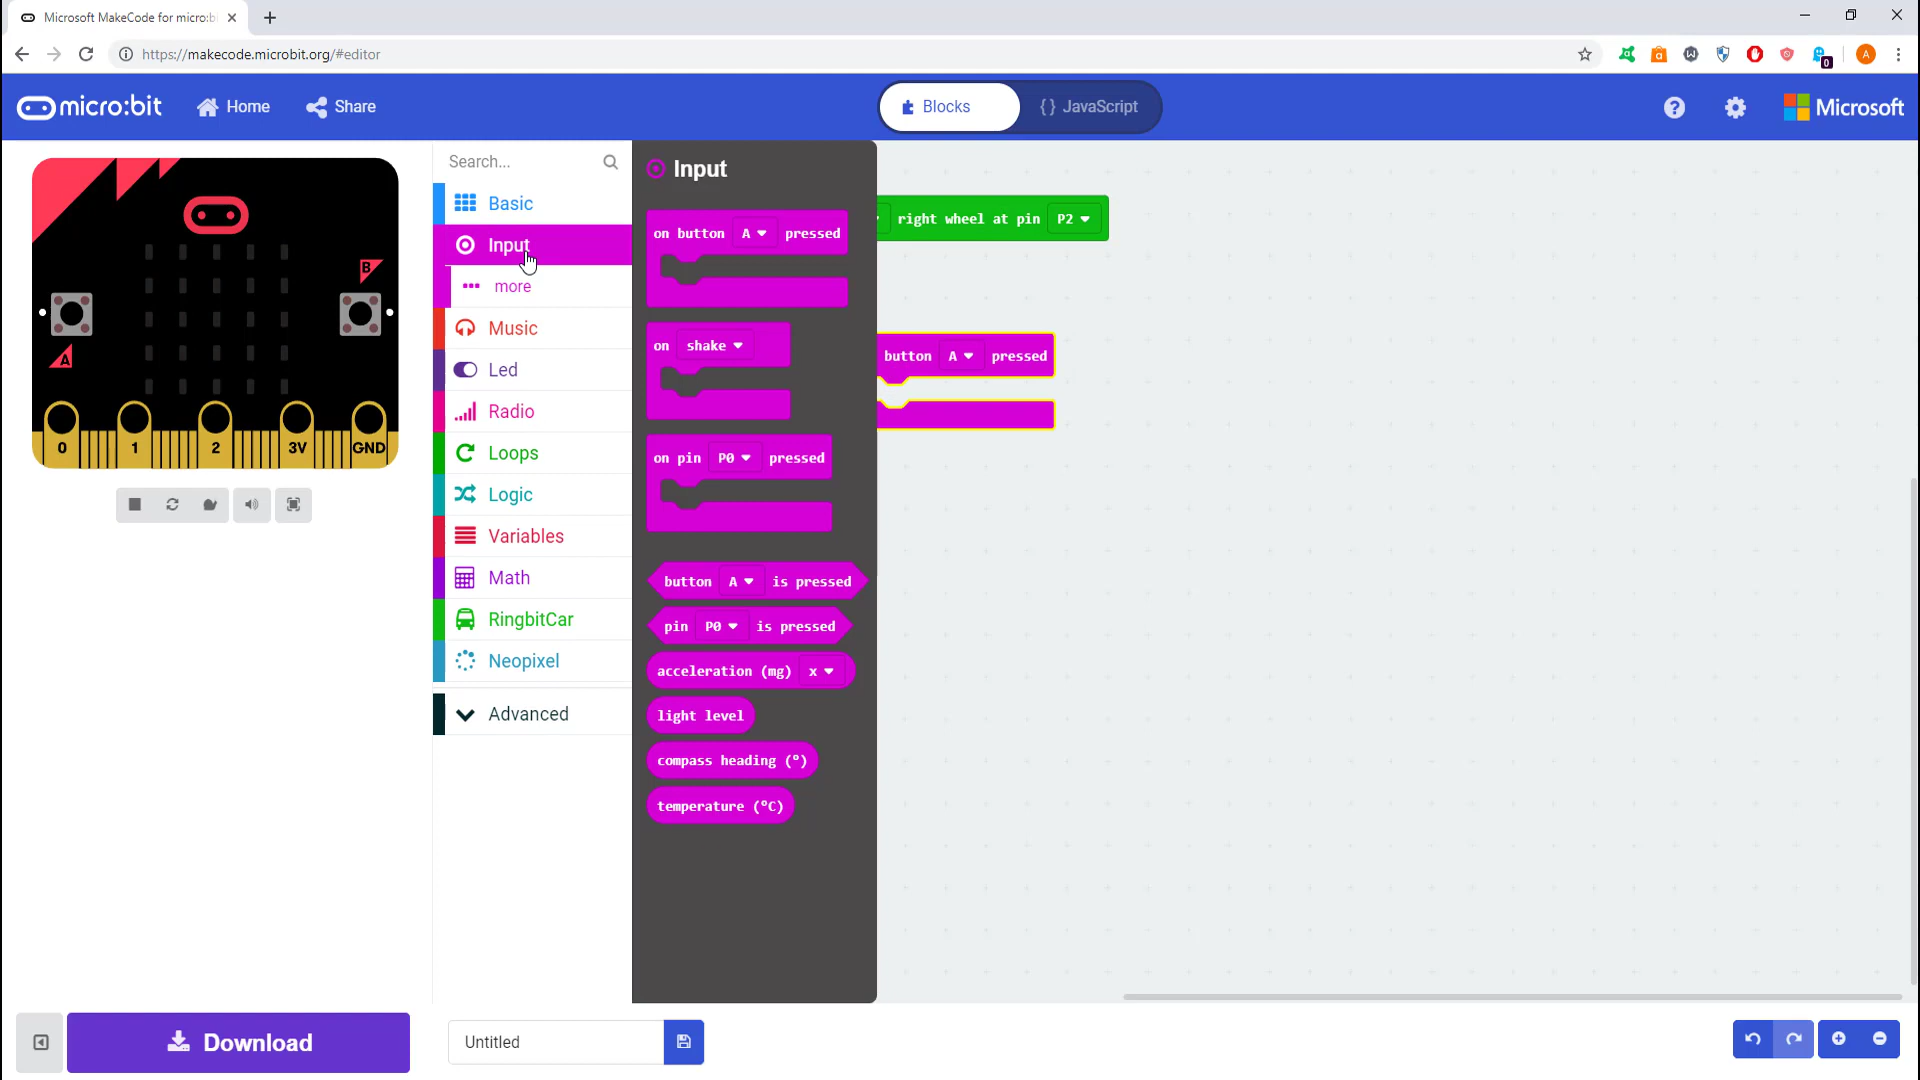 Microsoft MakeCode for micro:bi
https://makecode.microbit.org/#editor
A
0
micro:bit
Home
Share
Blocks
{} JavaScript
?
Microsoft
B
A
0
1
2
3V
GND
Search...
Basic
Input
more
Music
Led
Radio
Loops
Logic
Variables
Math
RingbitCar
Neopixel
Advanced
Input
on button A pressed
on shake
on pin P0 pressed
button A is pressed
pin P0 is pressed
acceleration (mg) x
light level
compass heading (°)
temperature (°C)
right wheel at pin P2
button A pressed
Download
Untitled